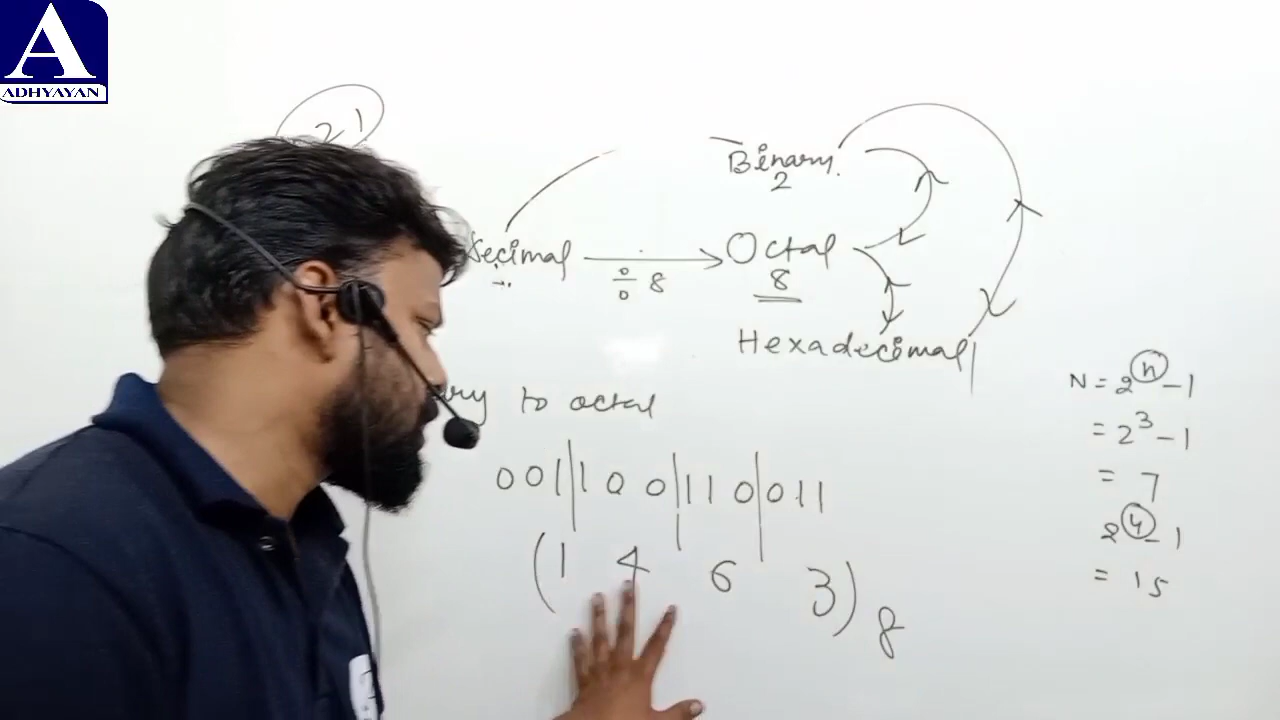 A
ADHYAYAN
21
Binary
2
Decimal ÷ 8 Octal
8
Hexadecimal
to octal
001|100|110|011
(1 4 6 3)8
N = 2^n - 1
= 2^3 - 1
= 7
2^4 - 1
= 15